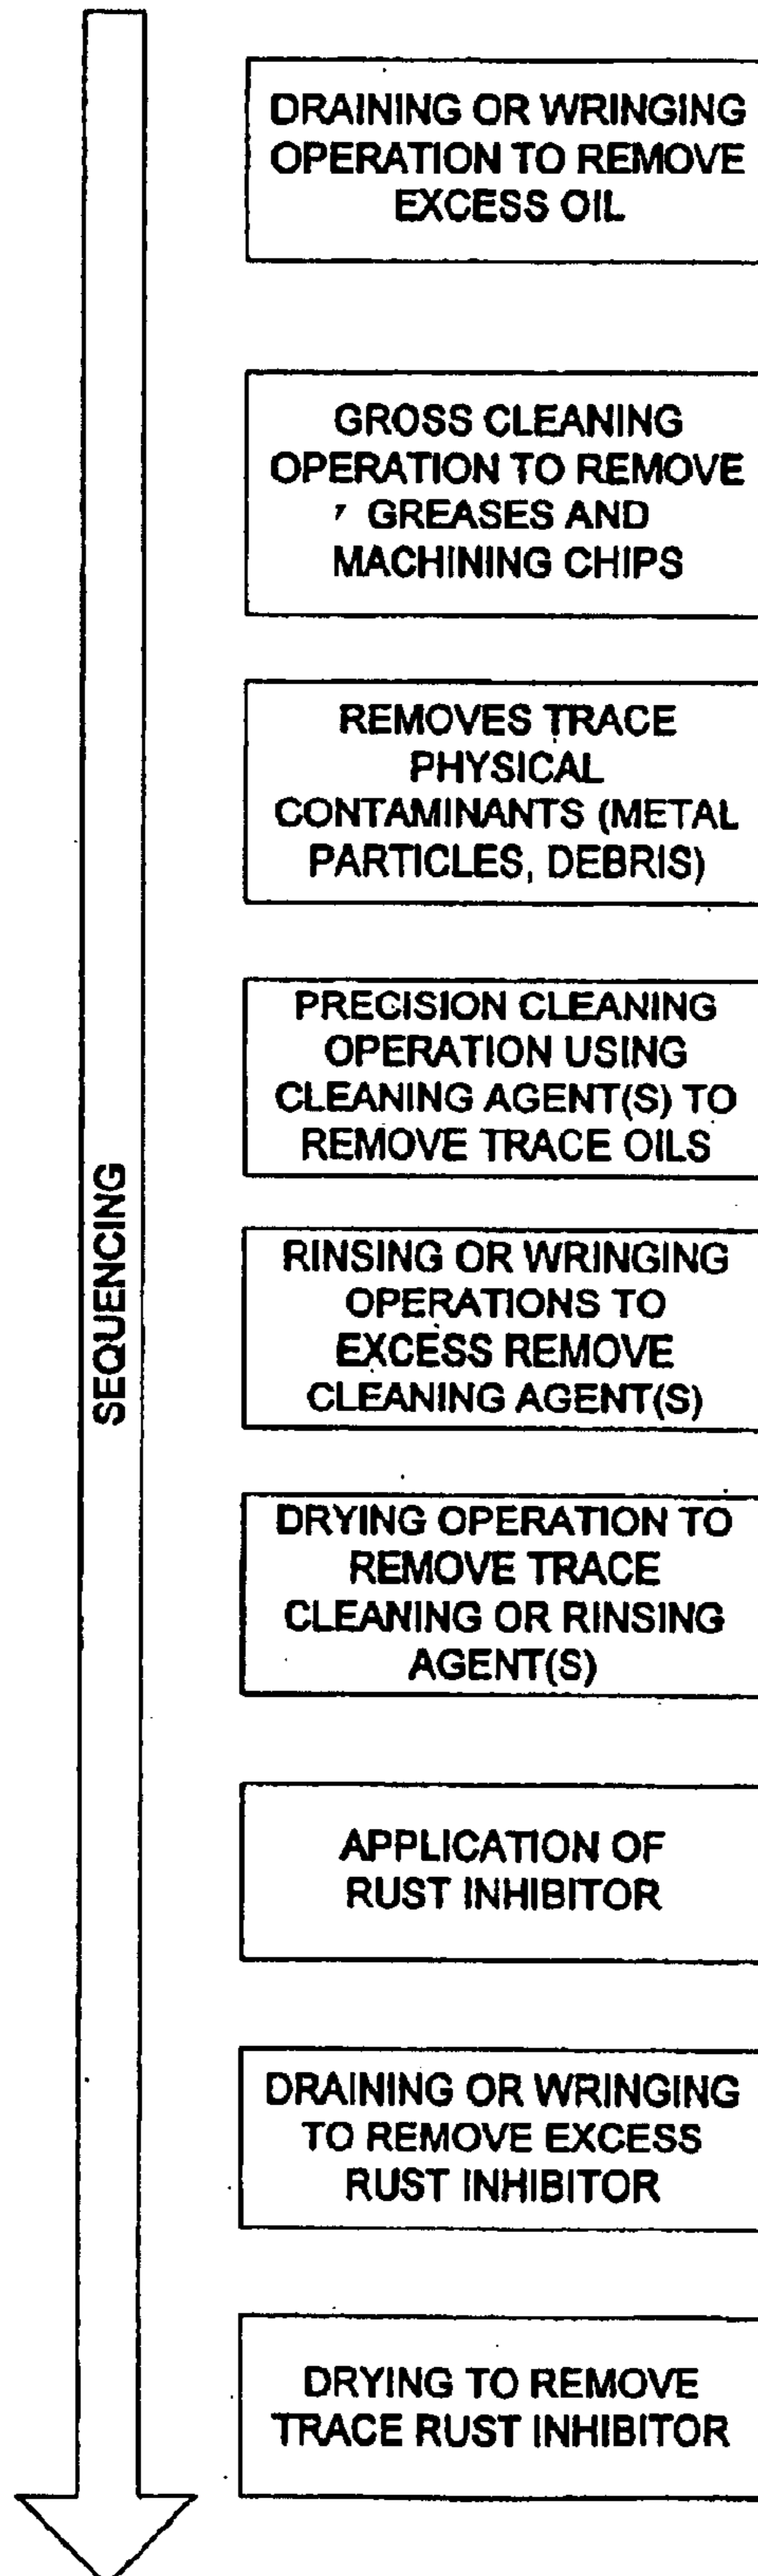 DRAINING OR WRINGING
OPERATION TO REMOVE
EXCESS OIL
GROSS CLEANING
OPERATION TO REMOVE
GREASES AND
MACHINING CHIPS
REMOVES TRACE
PHYSICAL
CONTAMINANTS (METAL
PARTICLES, DEBRIS)
PRECISION CLEANING
OPERATION USING
CLEANING AGENT(S) TO
REMOVE TRACE OILS
RINSING OR WRINGING
OPERATIONS TO
EXCESS REMOVE
CLEANING AGENT(S)
DRYING OPERATION TO
REMOVE TRACE
CLEANING OR RINSING
AGENT(S)
APPLICATION OF
RUST INHIBITOR
DRAINING OR WRINGING
TO REMOVE EXCESS
RUST INHIBITOR
DRYING TO REMOVE
TRACE RUST INHIBITOR
SEQUENCING